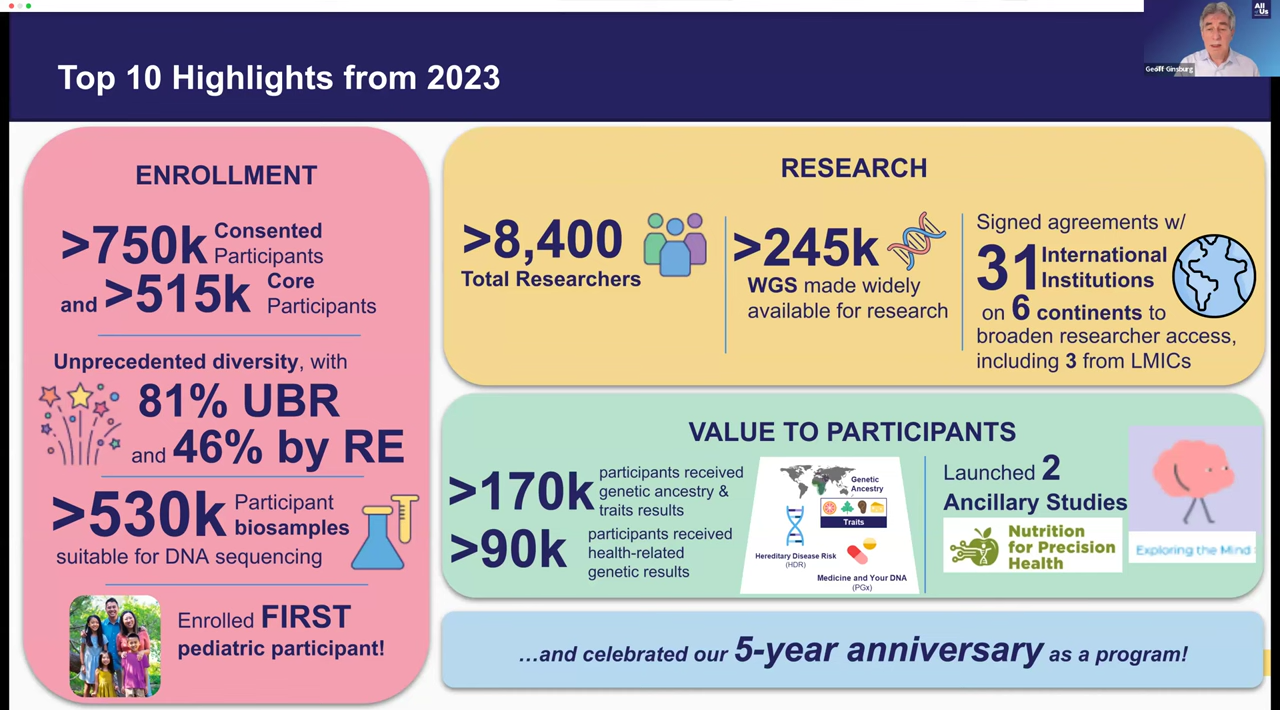 All
of Us
Geoff Ginsburg
Top 10 Highlights from 2023
ENROLLMENT
>750k Consented
Participants
and >515k Core
Participants
Unprecedented diversity, with
81% UBR
and 46% by RE
>530k Participant
biosamples
suitable for DNA sequencing
Enrolled FIRST
pediatric participant!
RESEARCH
>8,400
Total Researchers
>245k
WGS made widely
available for research
Signed agreements w/
31 International
Institutions
on 6 continents to
broaden researcher access,
including 3 from LMICs
VALUE TO PARTICIPANTS
>170k participants received
genetic ancestry &
traits results
>90k participants received
health-related
genetic results
Genetic
Ancestry
Traits
Hereditary Disease Risk
(HDR)
Medicine and Your DNA
(PGx)
Launched 2
Ancillary Studies
Nutrition
for Precision
Health
Exploring the Mind
...and celebrated our 5-year anniversary as a program!